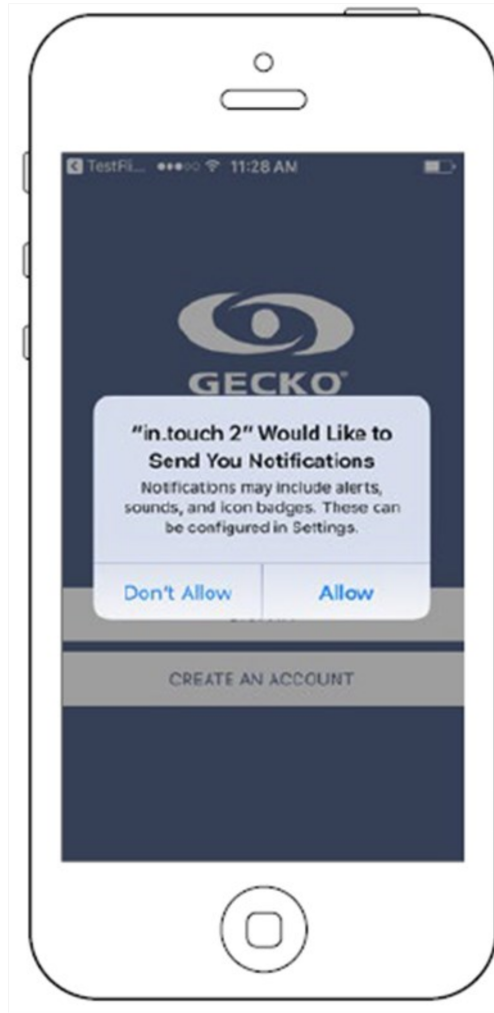 TestFli... 11:28 AM
GECKO®
"in.touch 2" Would Like to
Send You Notifications
Notifications may include alerts,
sounds, and icon badges. These can
be configured in Settings.
Don't Allow Allow
CREATE AN ACCOUNT